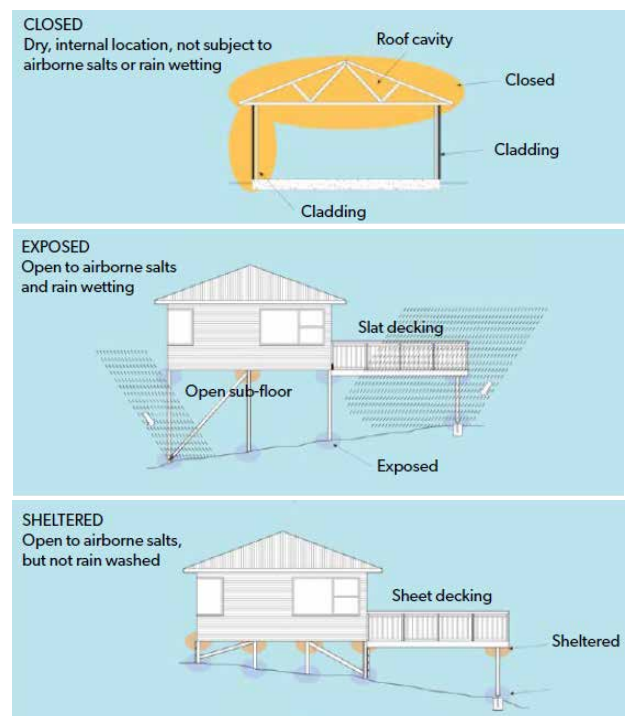 CLOSED
Dry, internal location, not subject to
airborne salts or rain wetting
Roof cavity
Closed
Cladding
Cladding
EXPOSED
Open to airborne salts
and rain wetting
Slat decking
Open sub-floor
Exposed
SHELTERED
Open to airborne salts,
but not rain washed
Sheet decking
Sheltered